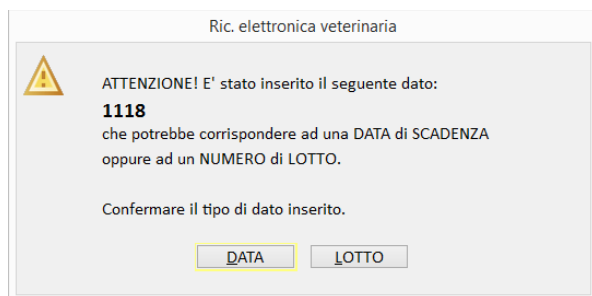 Ric. elettronica veterinaria
ATTENZIONE! E' stato inserito il seguente dato:
1118
che potrebbe corrispondere ad una DATA di SCADENZA
oppure ad un NUMERO di LOTTO.
Confermare il tipo di dato inserito.
DATA LOTTO